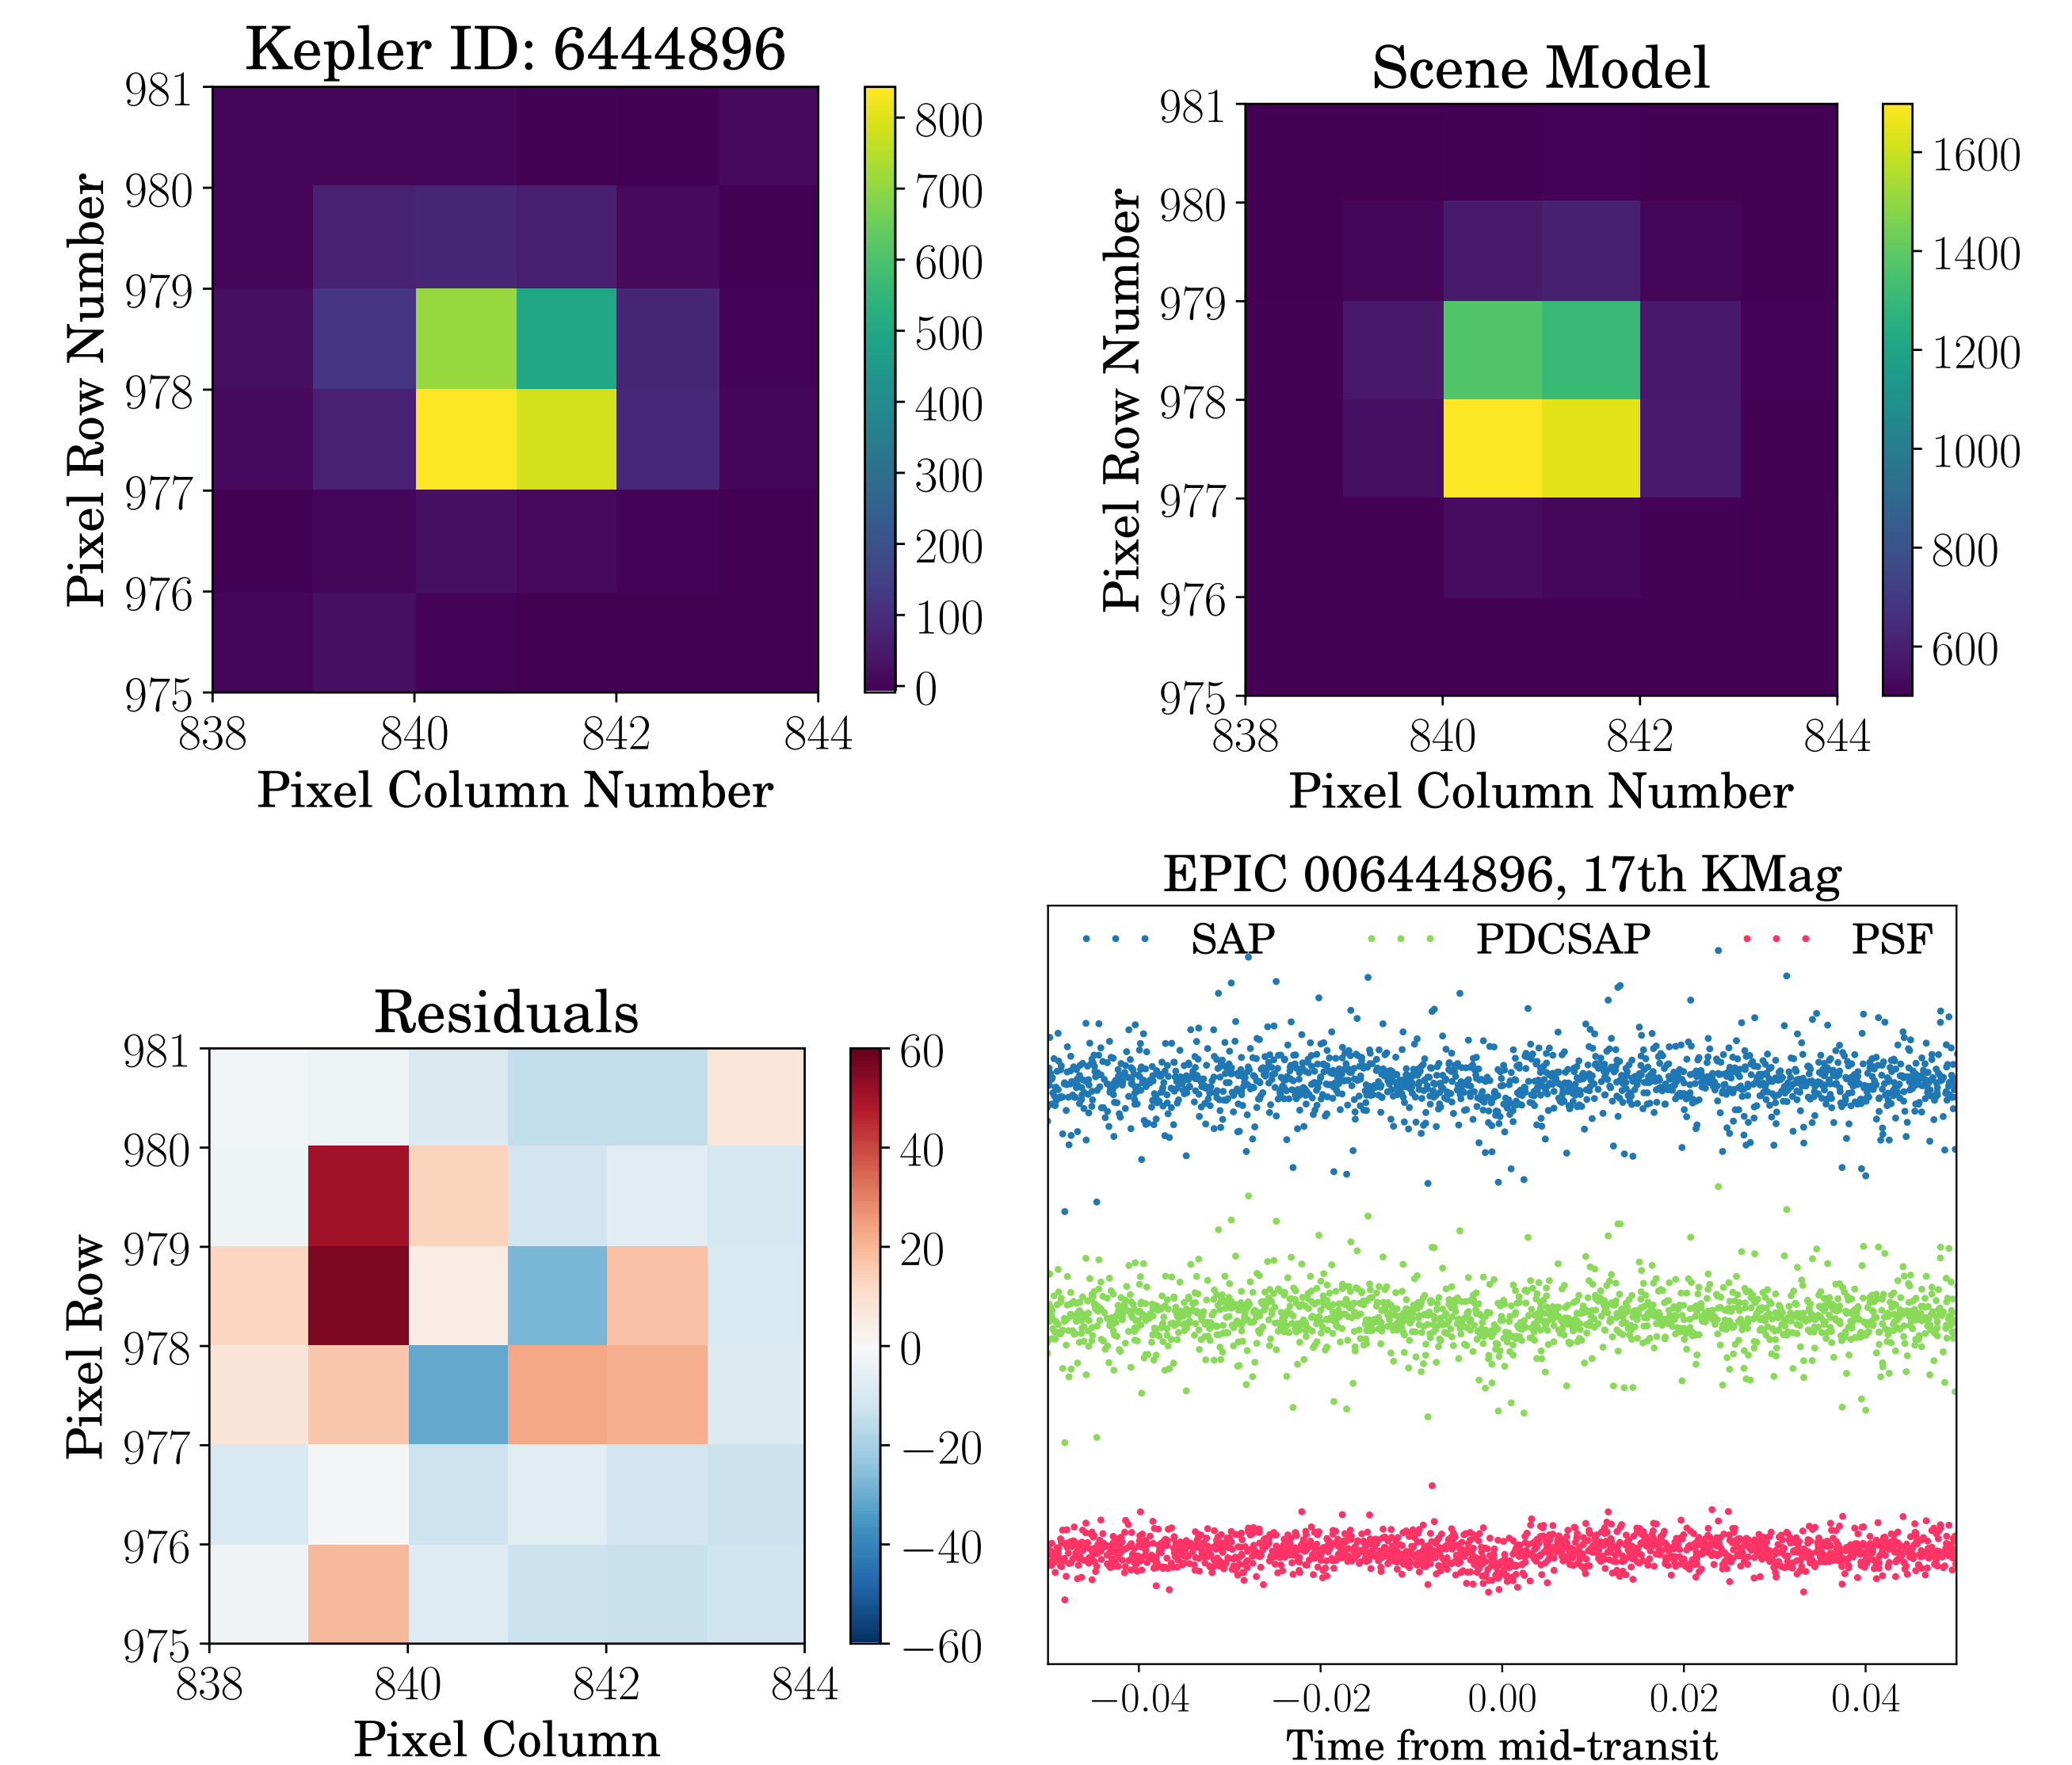 Kepler ID: 6444896
981
980
979
978
977
976
975
Pixel Row Number
838 840 842 844
Pixel Column Number
800
700
600
500
400
300
200
100
0
Scene Model
981
980
979
978
977
976
975
Pixel Row Number
838 840 842 844
Pixel Column Number
1600
1400
1200
1000
800
600
Residuals
981
980
979
978
977
976
975
Pixel Row
838 840 842 844
Pixel Column
60
40
20
0
−20
−40
−60
EPIC 006444896, 17th KMag
SAP PDCSAP PSF
−0.04 −0.02 0.00 0.02 0.04
Time from mid-transit